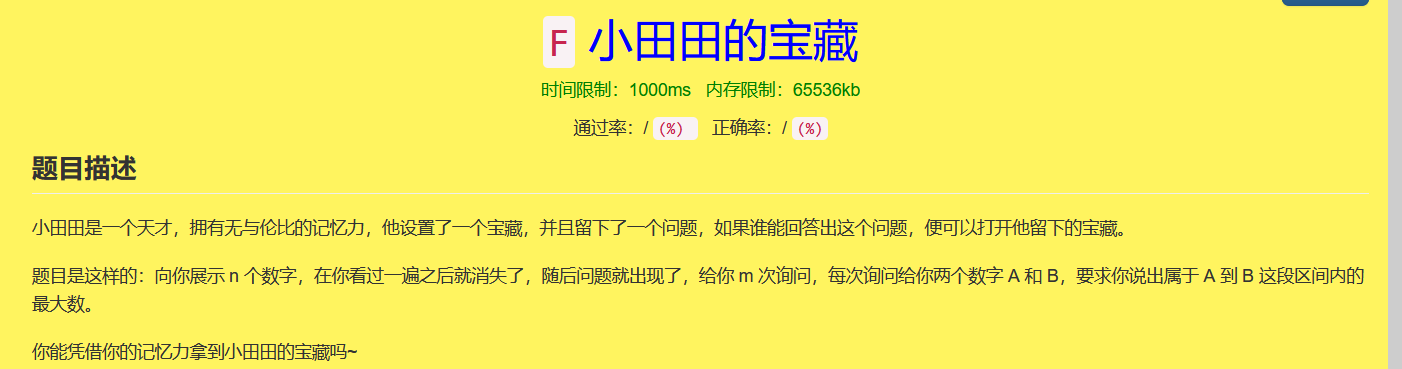 F 小田田的宝藏
时间限制：1000ms 内存限制：65536kb
通过率：/ (%) 正确率：/ (%)
题目描述
小田田是一个天才，拥有无与伦比的记忆力，他设置了一个宝藏，并且留下了一个问题，如果谁能回答出这个问题，便可以打开他留下的宝藏。
题目是这样的：向你展示 n 个数字，在你看过一遍之后就消失了，随后问题就出现了，给你 m 次询问，每次询问给你两个数字 A 和 B，要求你说出属于 A 到 B 这段区间内的
最大数。
你能凭借你的记忆力拿到小田田的宝藏吗~